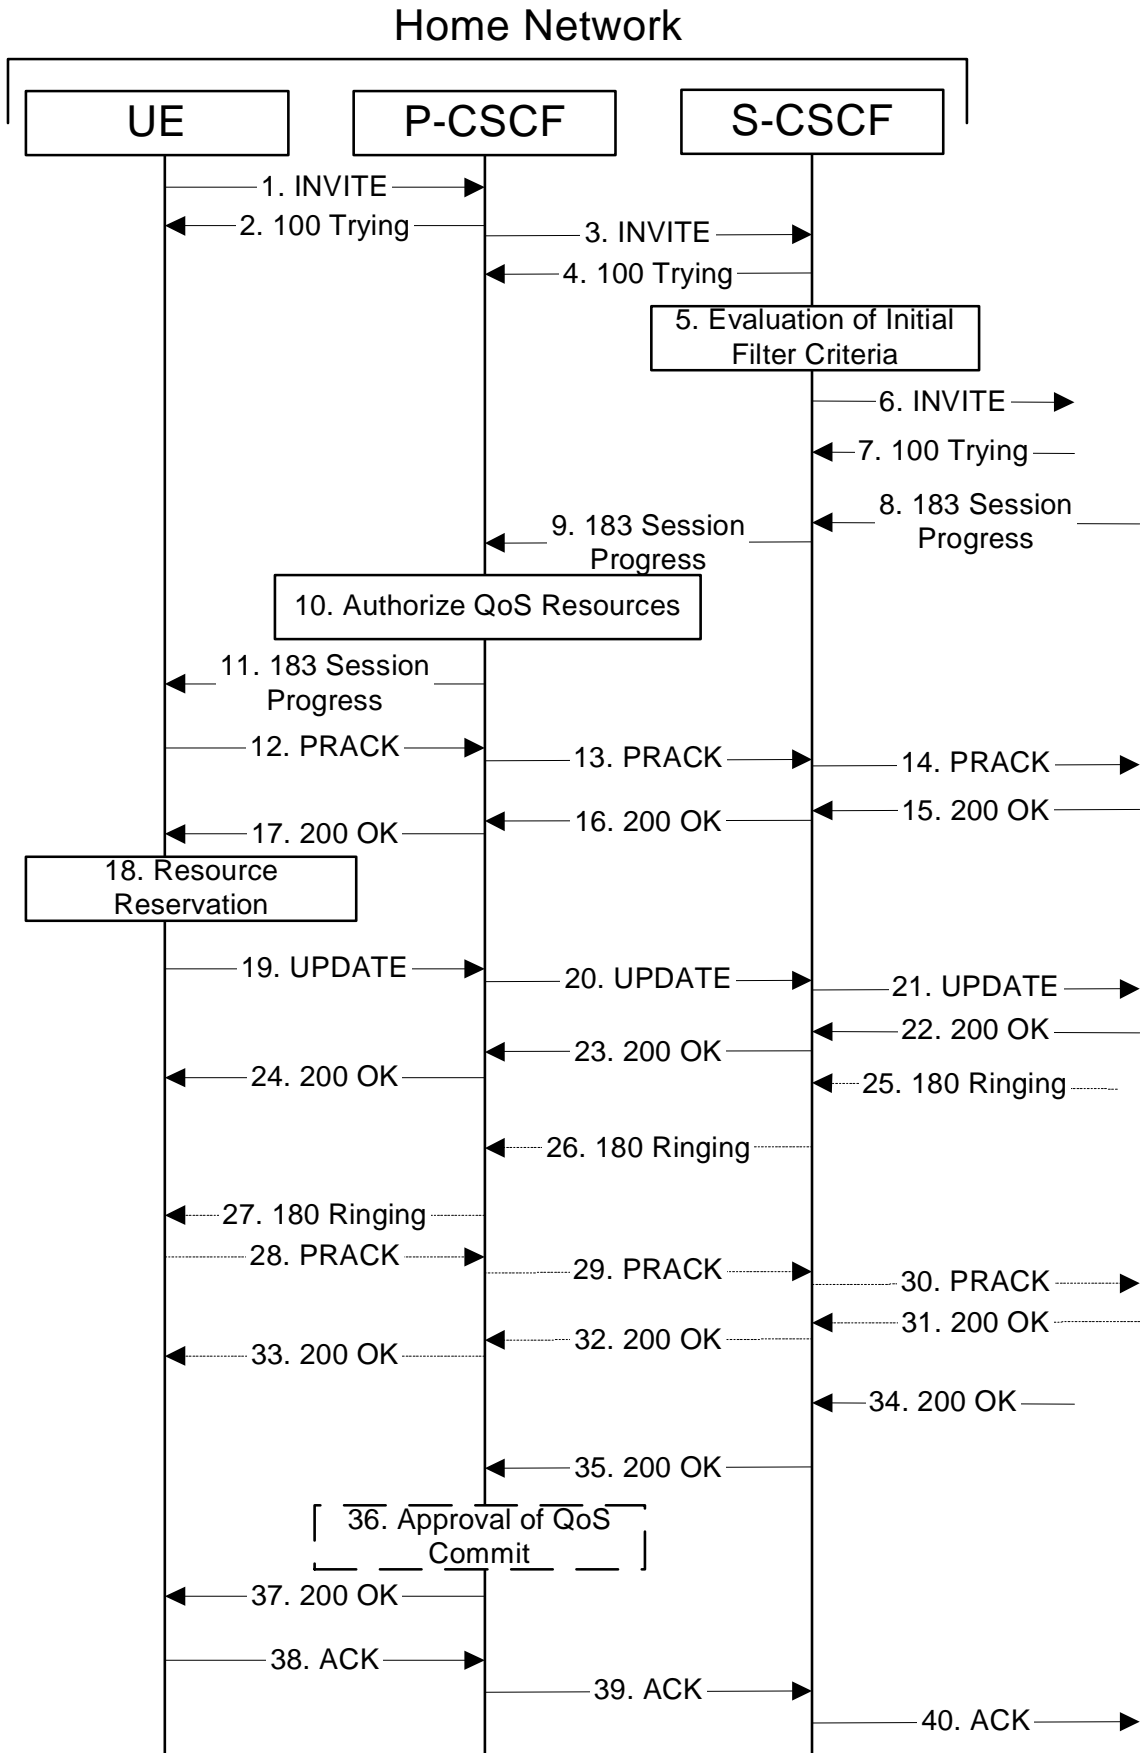 Home Network
UE
P-CSCF
S-CSCF
1. INVITE
2. 100 Trying
3. INVITE
4. 100 Trying
5. Evaluation of Initial
Filter Criteria
6. INVITE
7. 100 Trying
8. 183 Session
Progress
9. 183 Session
Progress
10. Authorize QoS Resources
11. 183 Session
Progress
12. PRACK
13. PRACK
14. PRACK
15. 200 OK
16. 200 OK
17. 200 OK
18. Resource
Reservation
19. UPDATE
20. UPDATE
21. UPDATE
22. 200 OK
23. 200 OK
24. 200 OK
25. 180 Ringing
26. 180 Ringing
27. 180 Ringing
28. PRACK
29. PRACK
30. PRACK
31. 200 OK
32. 200 OK
33. 200 OK
34. 200 OK
35. 200 OK
36. Approval of QoS
Commit
37. 200 OK
38. ACK
39. ACK
40. ACK